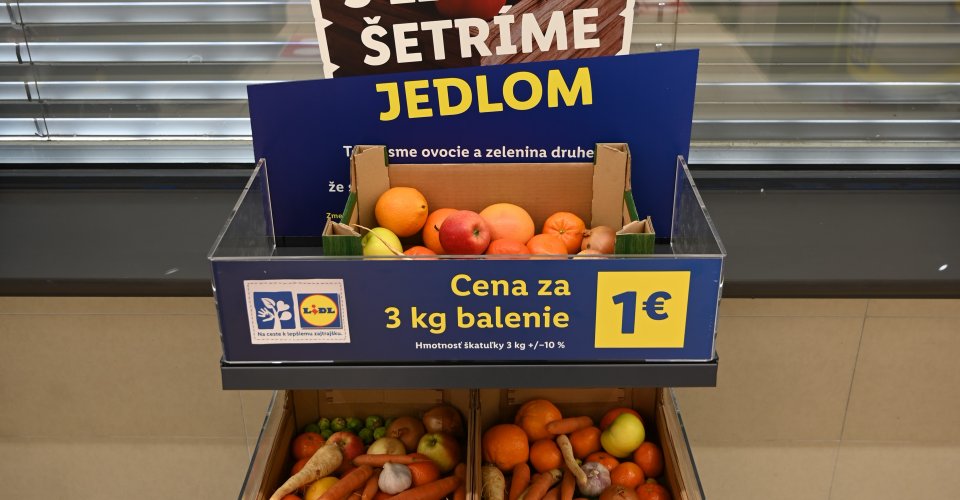 ŠETRÍME
JEDLOM
sme ovocie a zelenina druhe
že
Cena za
3 kg balenie
Hmotnosť škatuľky 3 kg +/–10 %
1€
LIDL
Na ceste k lepšiemu zajtrajšku.